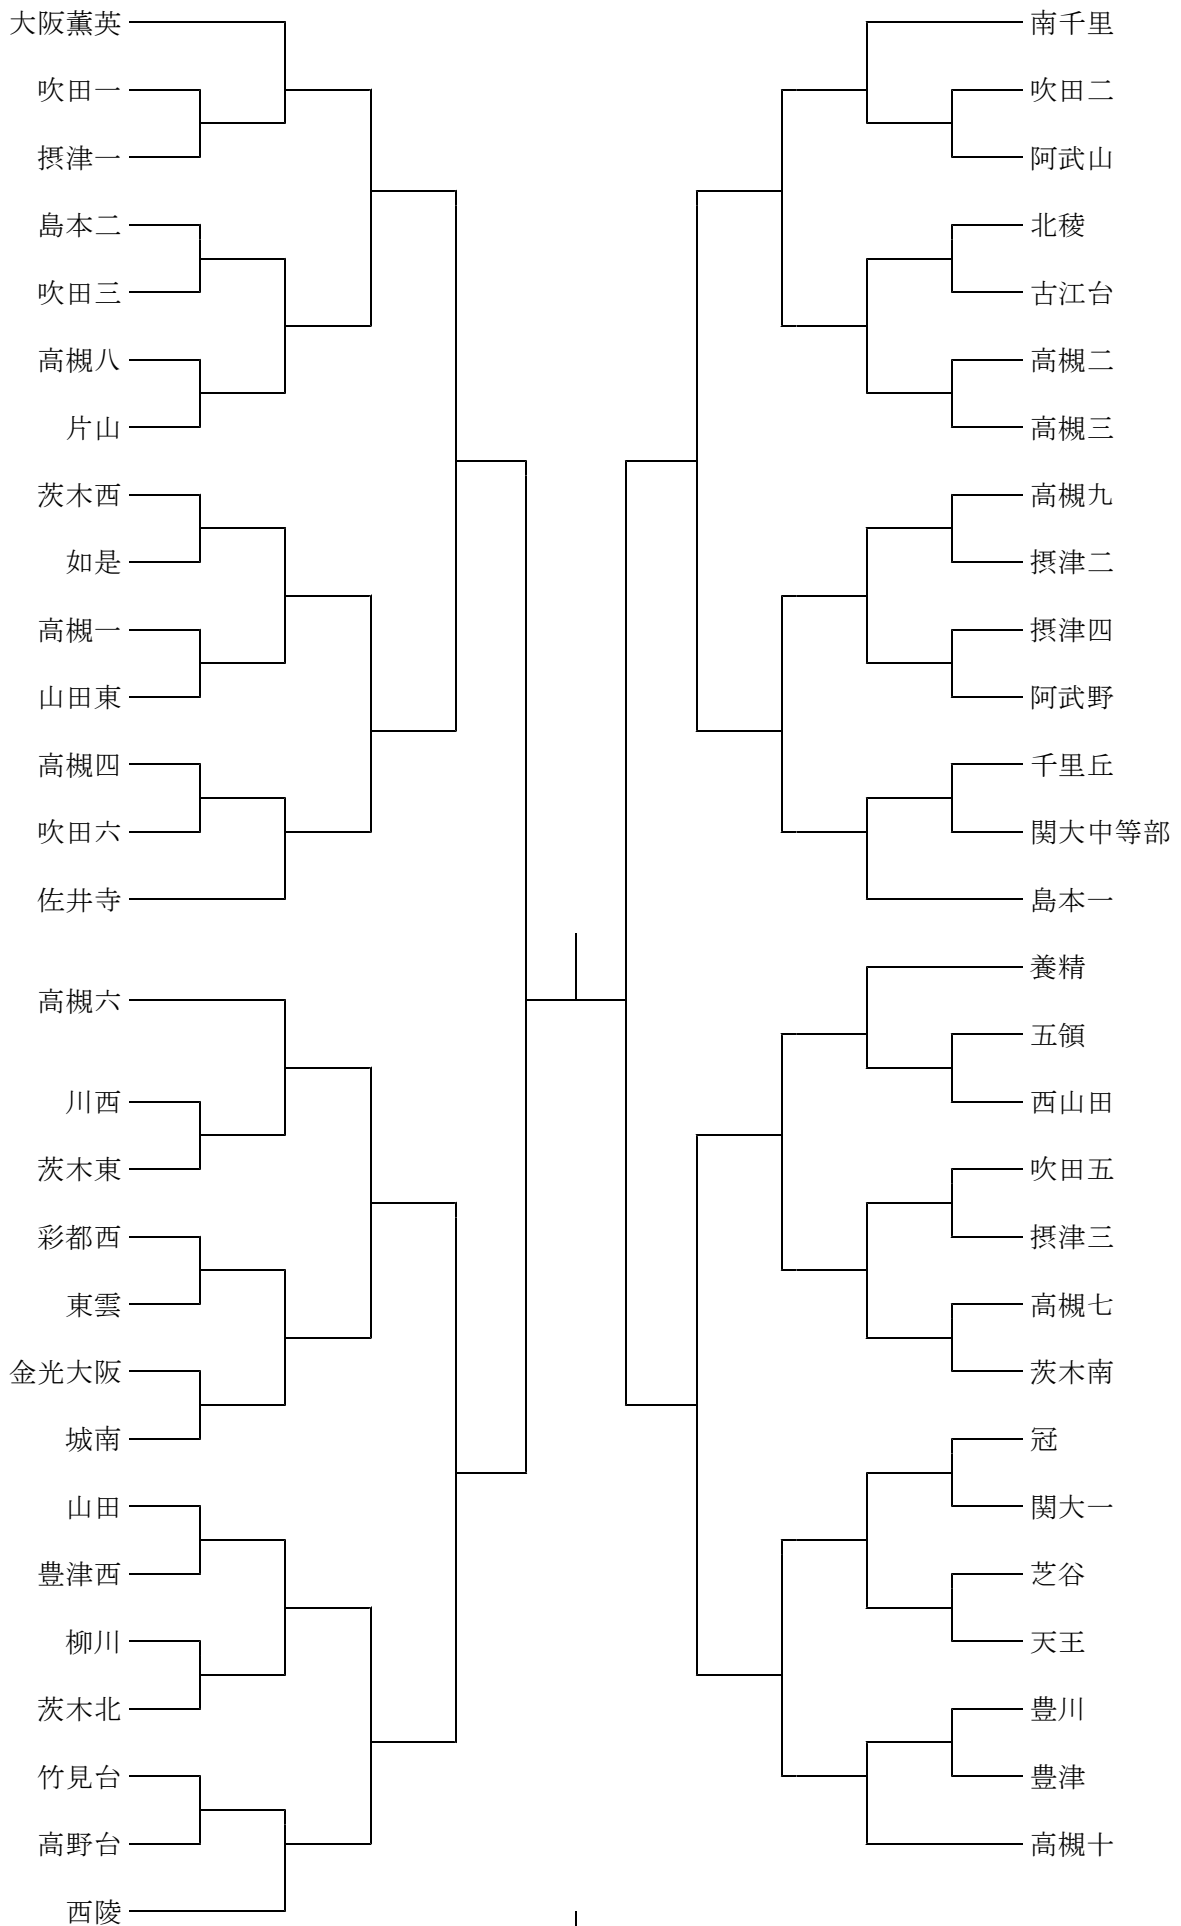 大阪薫英
吹田一
摂津一
島本二
吹田三
高槻八
片山
茨木西
如是
高槻一
山田東
高槻四
吹田六
佐井寺
高槻六
川西
茨木東
彩都西
東雲
金光大阪
城南
山田
豊津西
柳川
茨木北
竹見台
高野台
西陵
南千里
吹田二
阿武山
北稜
古江台
高槻二
高槻三
高槻九
摂津二
摂津四
阿武野
千里丘
関大中等部
島本一
養精
五領
西山田
吹田五
摂津三
高槻七
茨木南
冠
関大一
芝谷
天王
豊川
豊津
高槻十